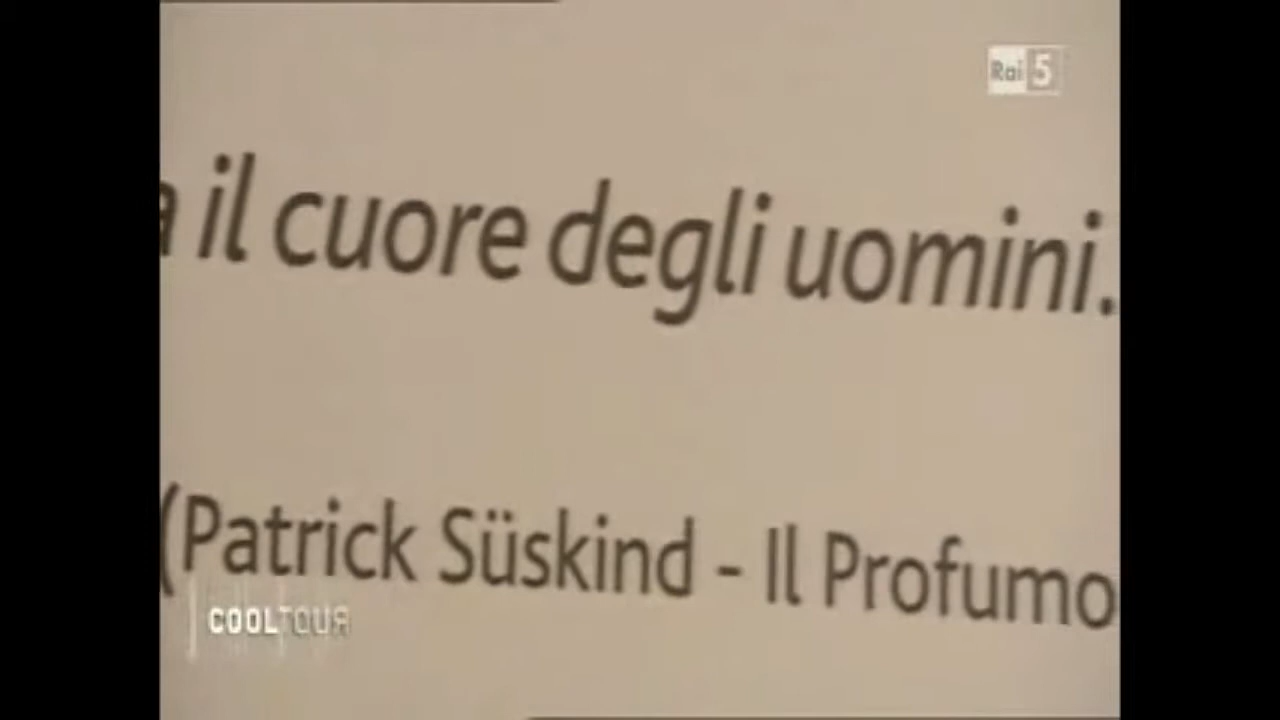 Rai 5
a il cuore degli uomini.
(Patrick Süskind - Il Profumo
COOLTOUR